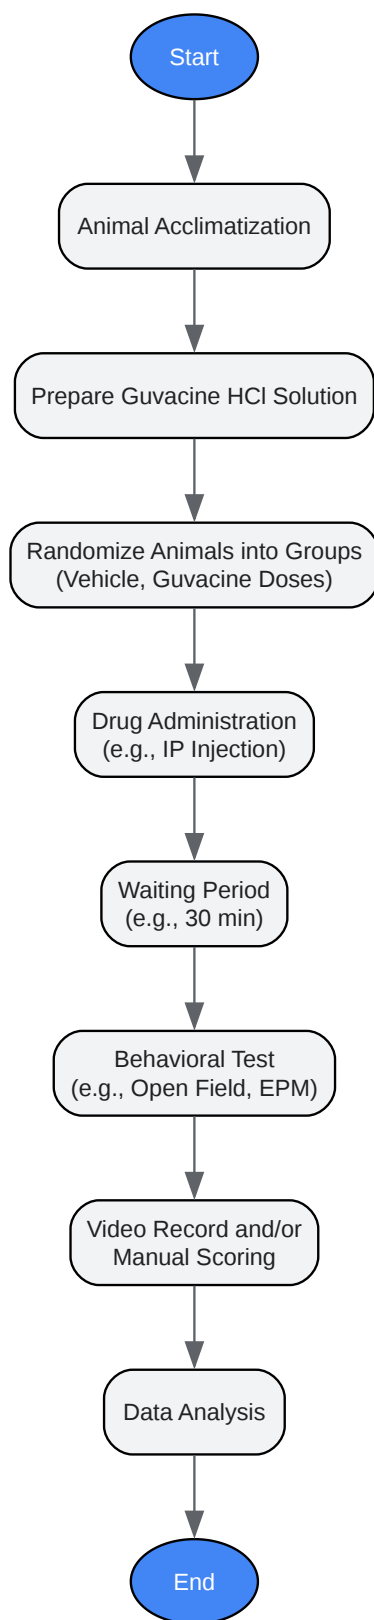 Start
Animal Acclimatization
Prepare Guvacine HCl Solution
Randomize Animals into Groups
(Vehicle, Guvacine Doses)
Drug Administration
(e.g., IP Injection)
Waiting Period
(e.g., 30 min)
Behavioral Test
(e.g., Open Field, EPM)
Video Record and/or
Manual Scoring
Data Analysis
End